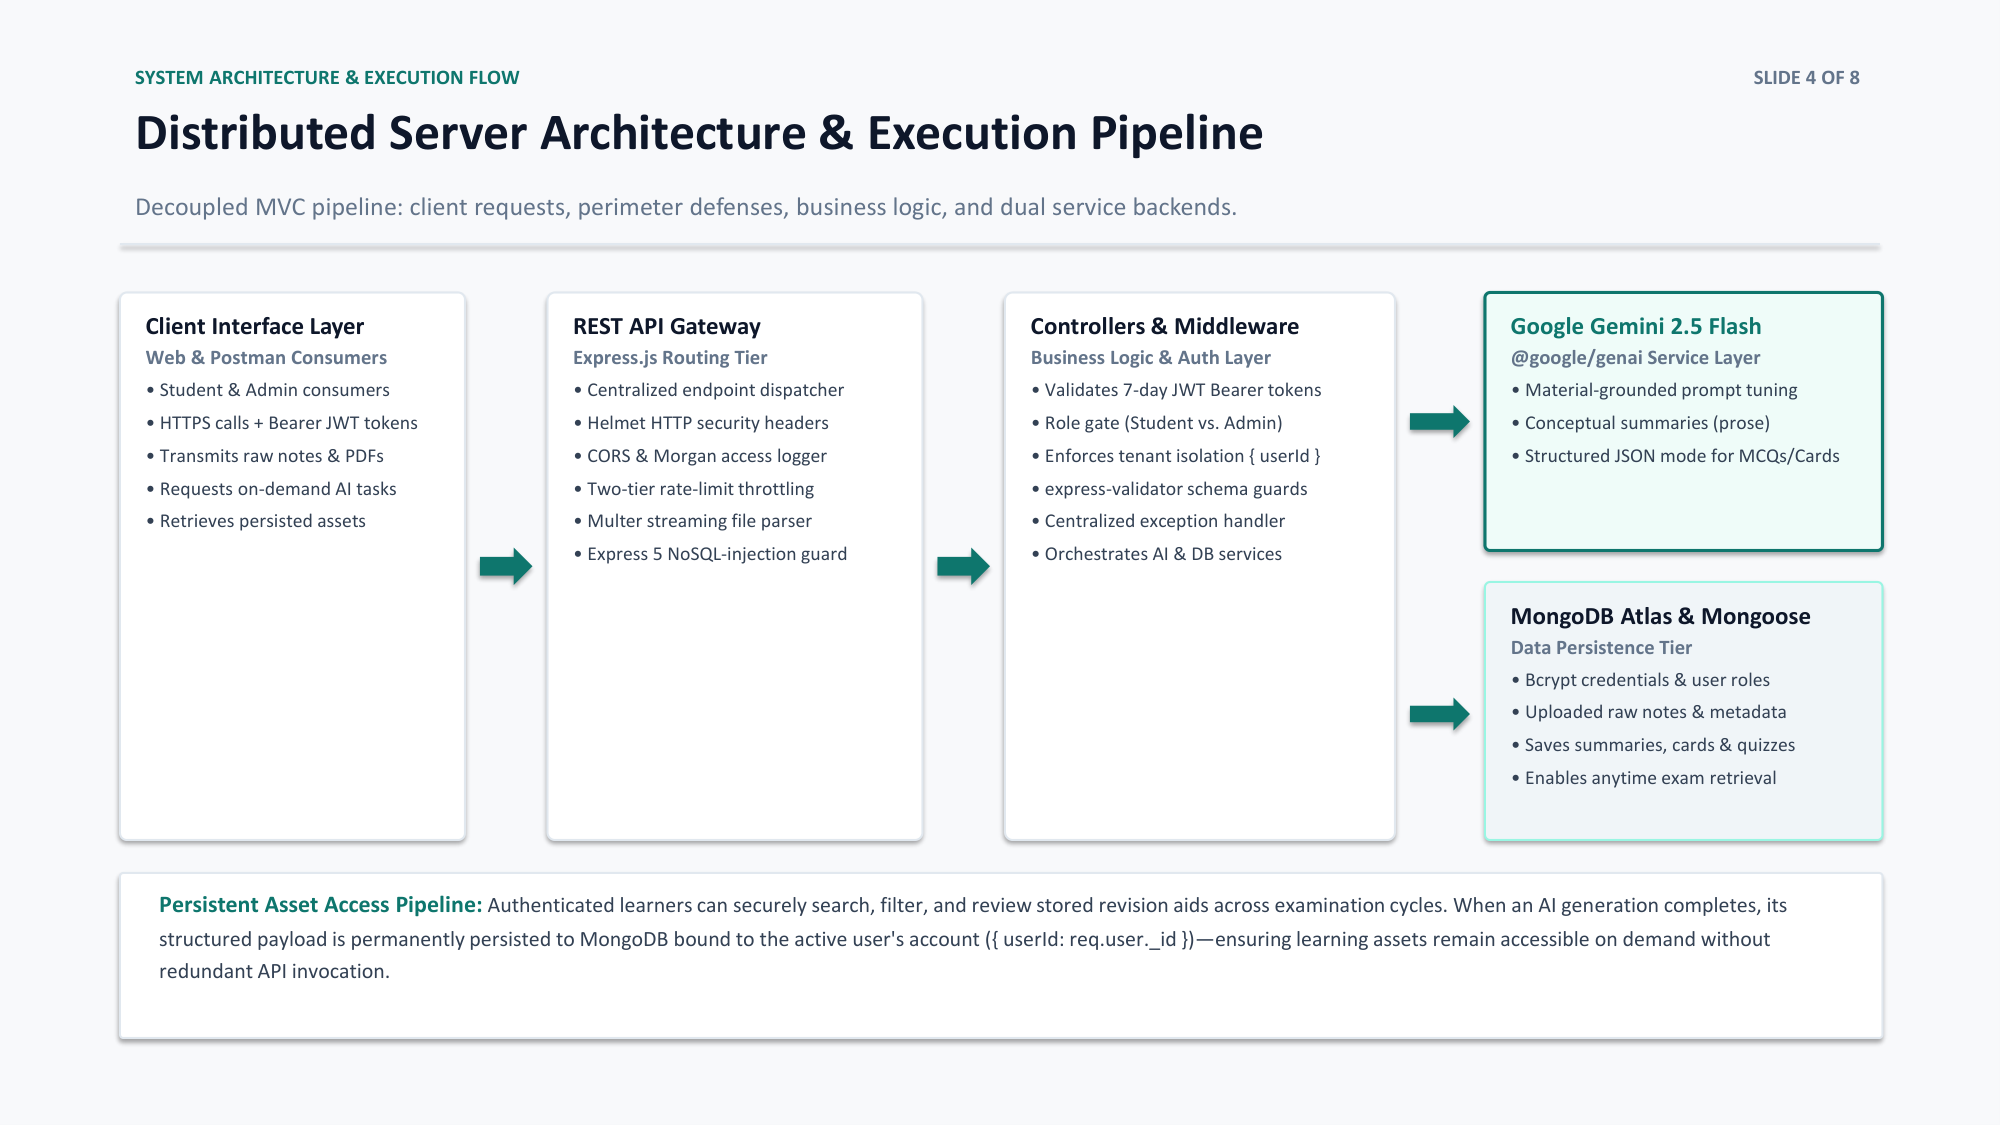 SYSTEM ARCHITECTURE & EXECUTION FLOW
SLIDE 4 OF 8
Distributed Server Architecture & Execution Pipeline
Decoupled MVC pipeline: client requests, perimeter defenses, business logic, and dual service backends.
Client Interface Layer
Web & Postman Consumers
• Student & Admin consumers
• HTTPS calls + Bearer JWT tokens
• Transmits raw notes & PDFs
• Requests on-demand AI tasks
• Retrieves persisted assets
REST API Gateway
Express.js Routing Tier
• Centralized endpoint dispatcher
• Helmet HTTP security headers
• CORS & Morgan access logger
• Two-tier rate-limit throttling
• Multer streaming file parser
• Express 5 NoSQL-injection guard
Controllers & Middleware
Business Logic & Auth Layer
• Validates 7-day JWT Bearer tokens
• Role gate (Student vs. Admin)
• Enforces tenant isolation { userId }
• express-validator schema guards
• Centralized exception handler
• Orchestrates AI & DB services
Google Gemini 2.5 Flash
@google/genai Service Layer
• Material-grounded prompt tuning
• Conceptual summaries (prose)
• Structured JSON mode for MCQs/Cards
MongoDB Atlas & Mongoose
Data Persistence Tier
• Bcrypt credentials & user roles
• Uploaded raw notes & metadata
• Saves summaries, cards & quizzes
• Enables anytime exam retrieval
Persistent Asset Access Pipeline: Authenticated learners can securely search, filter, and review stored revision aids across examination cycles. When an AI generation completes, its
structured payload is permanently persisted to MongoDB bound to the active user's account ({ userId: req.user._id })—ensuring learning assets remain accessible on demand without
redundant API invocation.